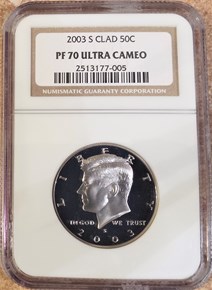 2003 S CLAD 50C
PF 70 ULTRA CAMEO
2513177-005
NUMISMATIC GUARANTY CORPORATION
LIBERTY
IN GOD WE TRUST
S
2003